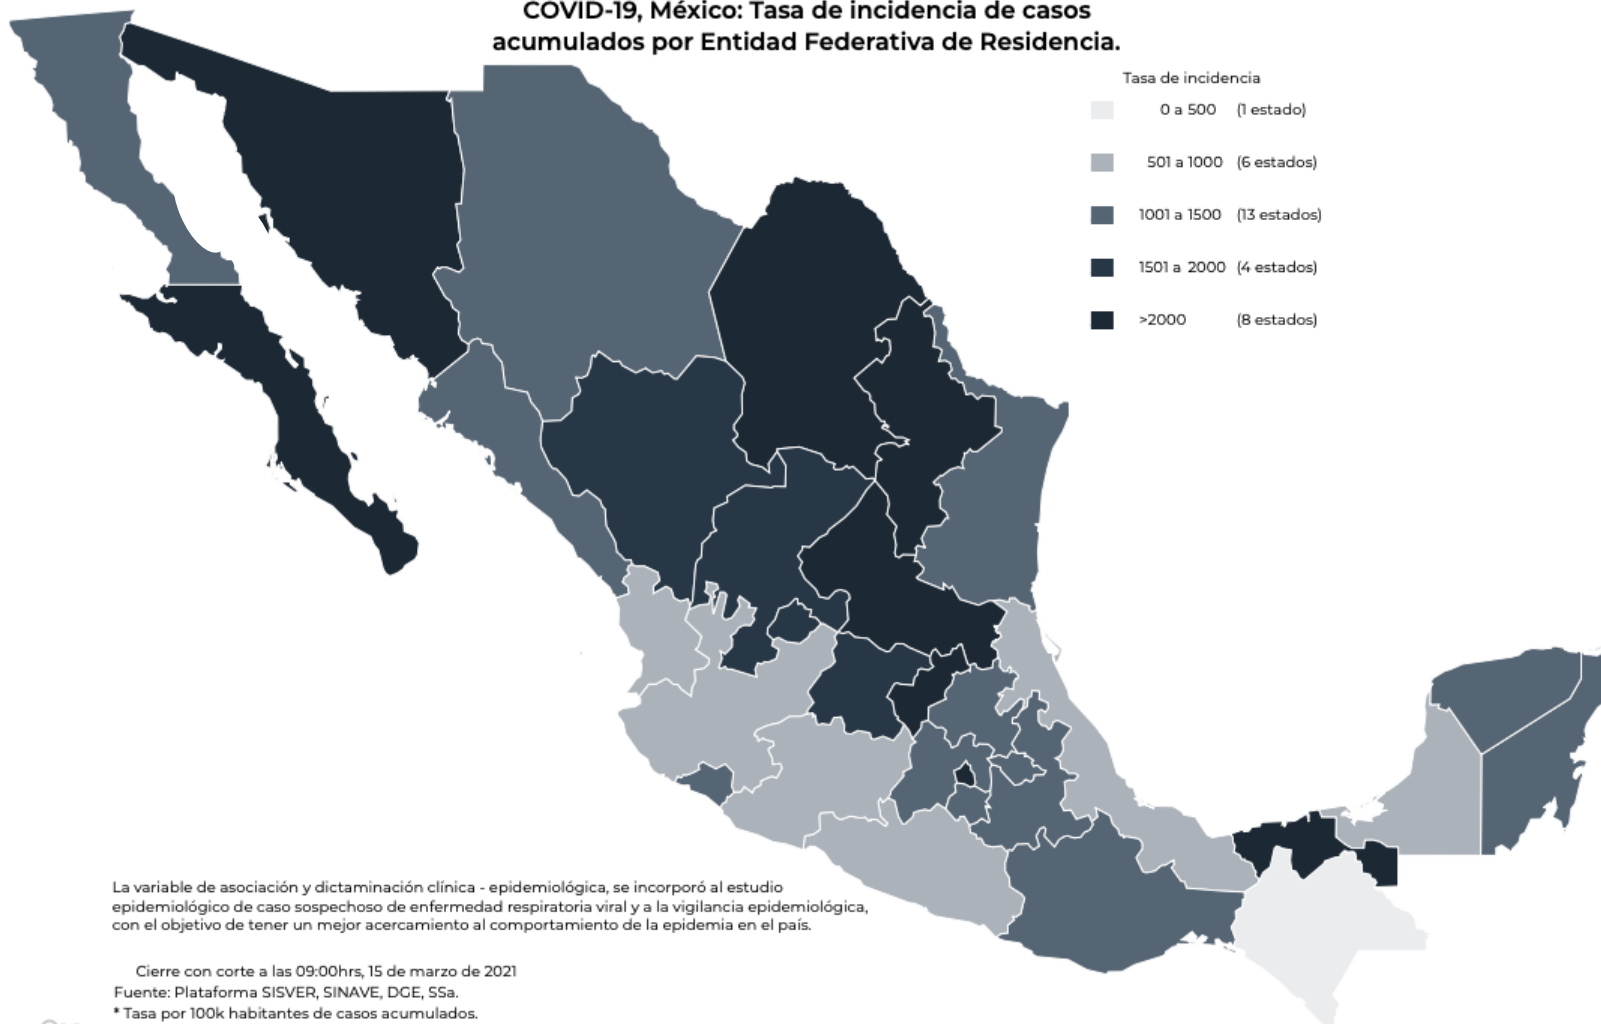 COVID-19, México: Tasa de incidencia de casos
acumulados por Entidad Federativa de Residencia.
Tasa de incidencia
0 a 500 (1 estado)
501 a 1000 (6 estados)
1001 a 1500 (13 estados)
1501 a 2000 (4 estados)
>2000 (8 estados)
La variable de asociación y dictaminación clínica - epidemiológica, se incorporó al estudio
epidemiológico de caso sospechoso de enfermedad respiratoria viral y a la vigilancia epidemiológica,
con el objetivo de tener un mejor acercamiento al comportamiento de la epidemia en el país.
Cierre con corte a las 09:00hrs, 15 de marzo de 2021
Fuente: Plataforma SISVER, SINAVE, DGE, SSa.
* Tasa por 100k habitantes de casos acumulados.